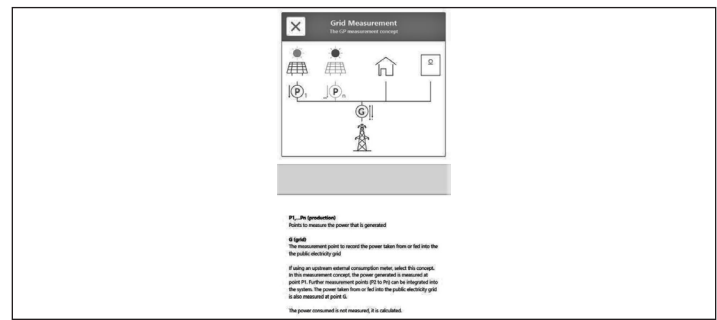 Grid Measurement
The GP measurement concept
P 1
P n
G
P1,...Pn (production)
Points to measure the power that is generated
G (grid)
The measurement point to record the power taken from or fed into the
the public electricity grid
If using an upstream external consumption meter, select this concept.
In this measurement concept, the power generated is measured at
point P1. Further measurement points (P2 to Pn) can be integrated into
the system. The power taken from or fed into the public electricity grid
is also measured at point G.
The power consumed is not measured, it is calculated.